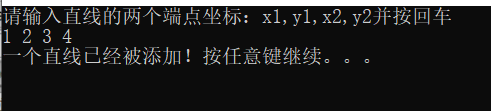 请输入直线的两个端点坐标：x1,y1,x2,y2并按回车
1 2 3 4
一个直线已经被添加！按任意键继续。。。